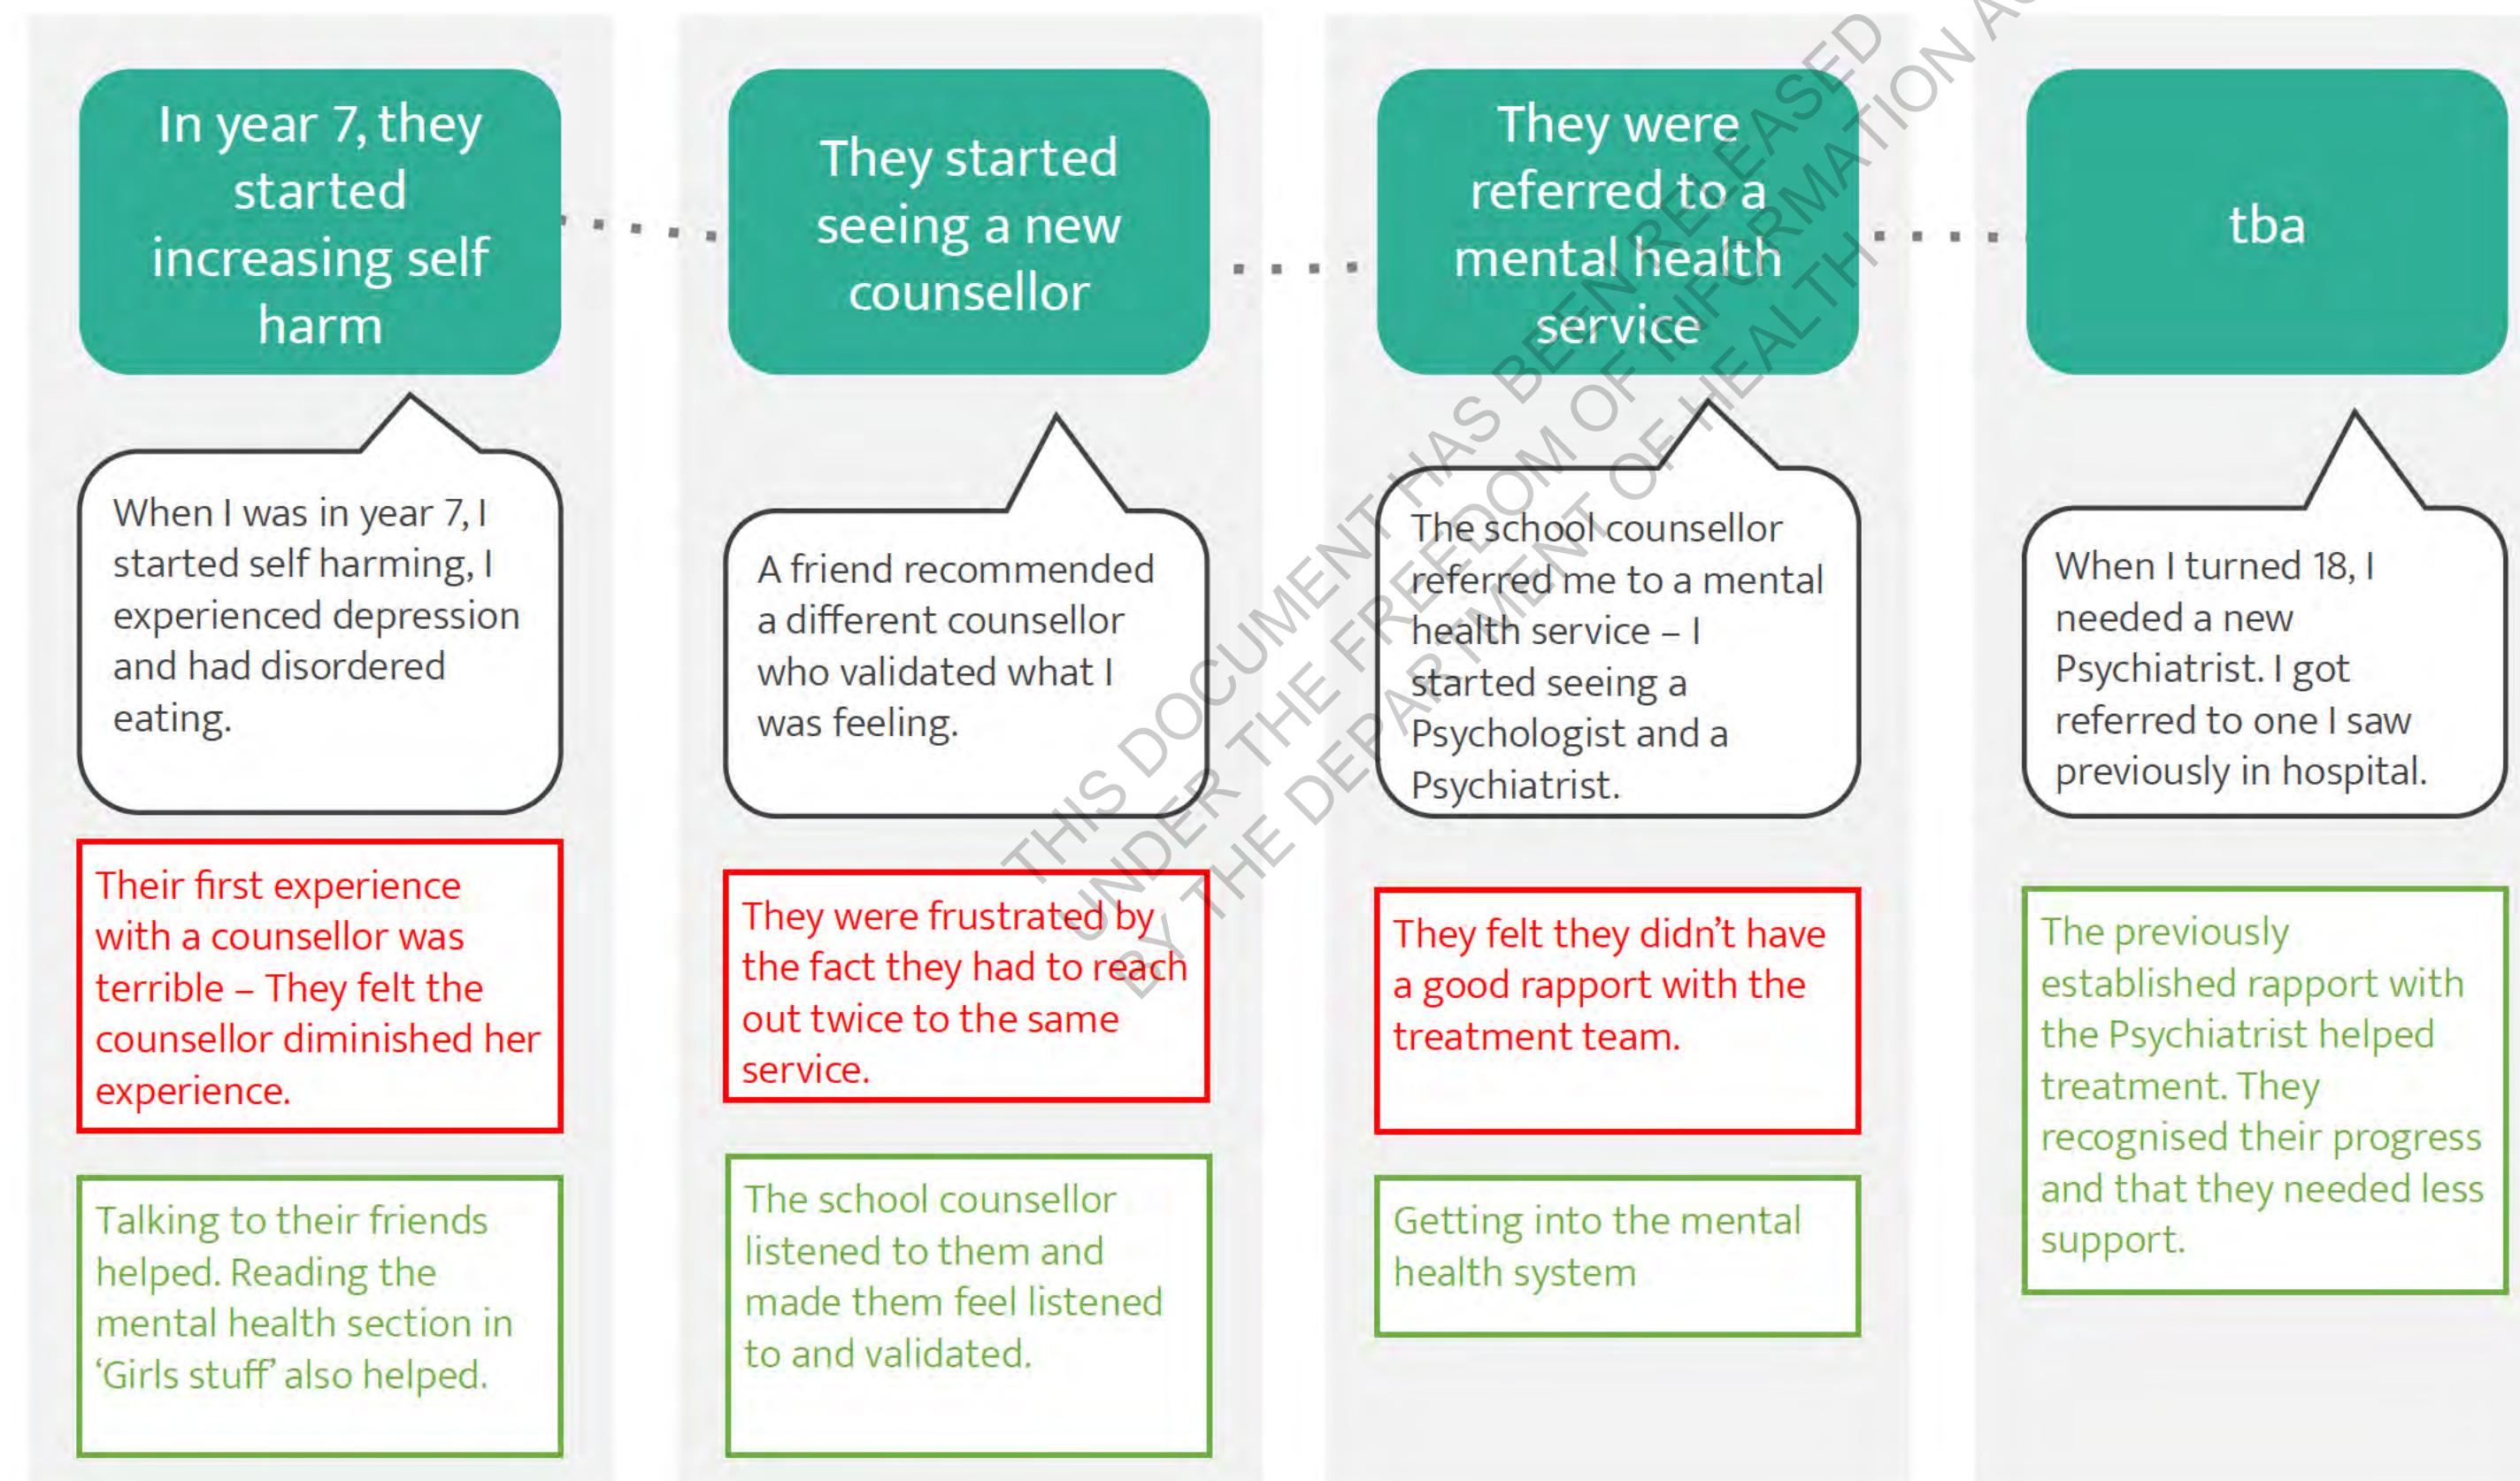 In year 7, they
started
increasing self
harm
When I was in year 7, I
started self harming, I
experienced depression
and had disordered
eating.
Their first experience
with a counsellor was
terrible – They felt the
counsellor diminished her
experience.
Talking to their friends
helped. Reading the
mental health section in
‘Girls stuff’ also helped.
They started
seeing a new
counsellor
A friend recommended
a different counsellor
who validated what I
was feeling.
They were frustrated by
the fact they had to reach
out twice to the same
service.
The school counsellor
listened to them and
made them feel listened
to and validated.
They were
referred to a
mental health
service
The school counsellor
referred me to a mental
health service – I
started seeing a
Psychologist and a
Psychiatrist.
They felt they didn’t have
a good rapport with the
treatment team.
Getting into the mental
health system
tba
When I turned 18, I
needed a new
Psychiatrist. I got
referred to one I saw
previously in hospital.
The previously
established rapport with
the Psychiatrist helped
treatment. They
recognised their progress
and that they needed less
support.
THIS DOCUMENT HAS BEEN RELEASED
UNDER THE FREEDOM OF INFORMATION
BY THE DEPARTMENT OF HEALTH